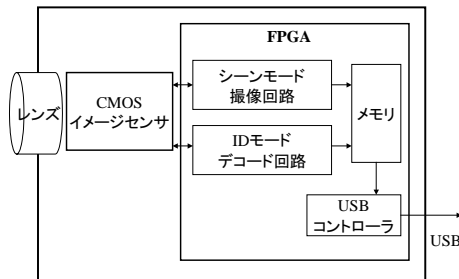 FPGA
レンズ
CMOS
イメージセンサ
シーンモード
撮像回路
IDモード
デコード回路
メモリ
USB
コントローラ
USB